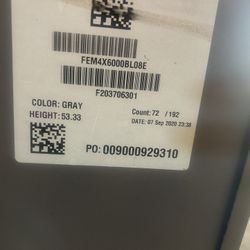 FEM4X6000BL08E
F203706301
COLOR: GRAY
HEIGHT: 53.33
Count: 72 / 192
DATE: 07 Sep 2020 23:38
PO: 009000929310